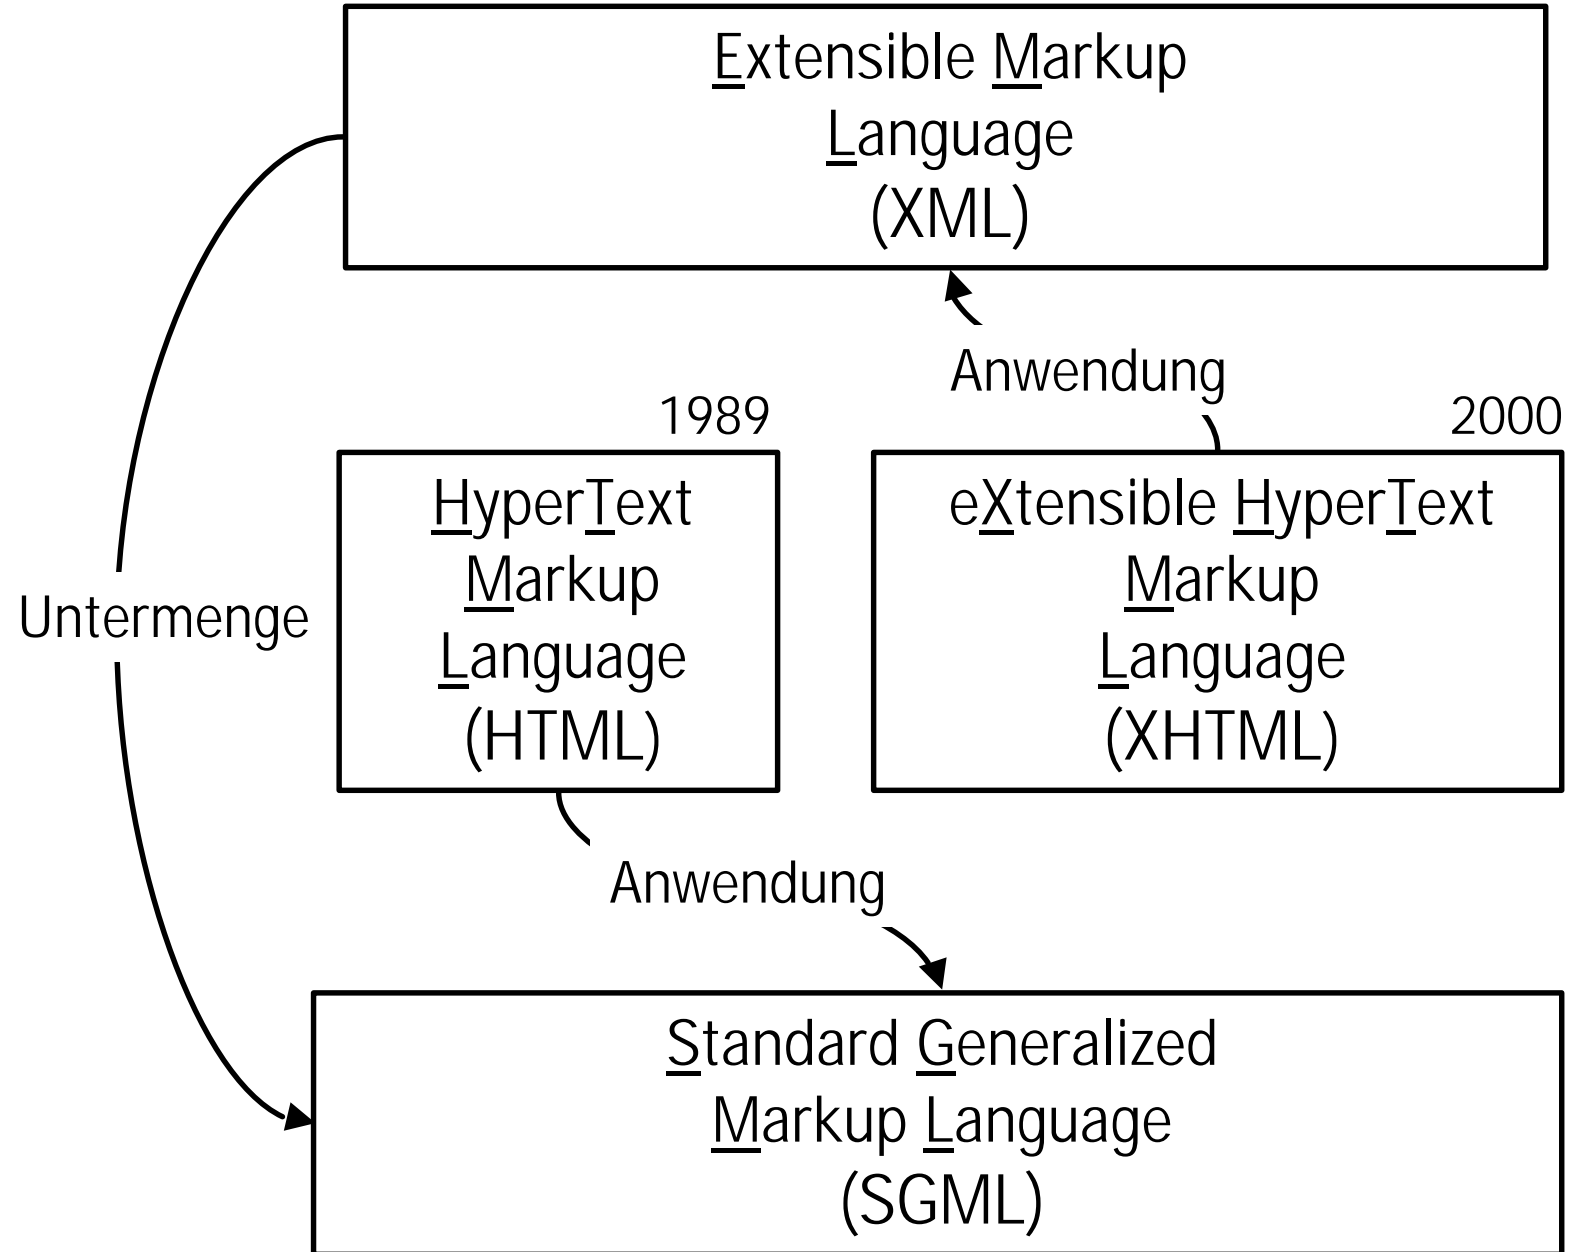 Extensible Markup
Language
(XML)
Anwendung
1989
2000
HyperText
Markup
Language
(HTML)
eXtensible HyperText
Markup
Language
(XHTML)
Untermenge
Anwendung
Standard Generalized
Markup Language
(SGML)